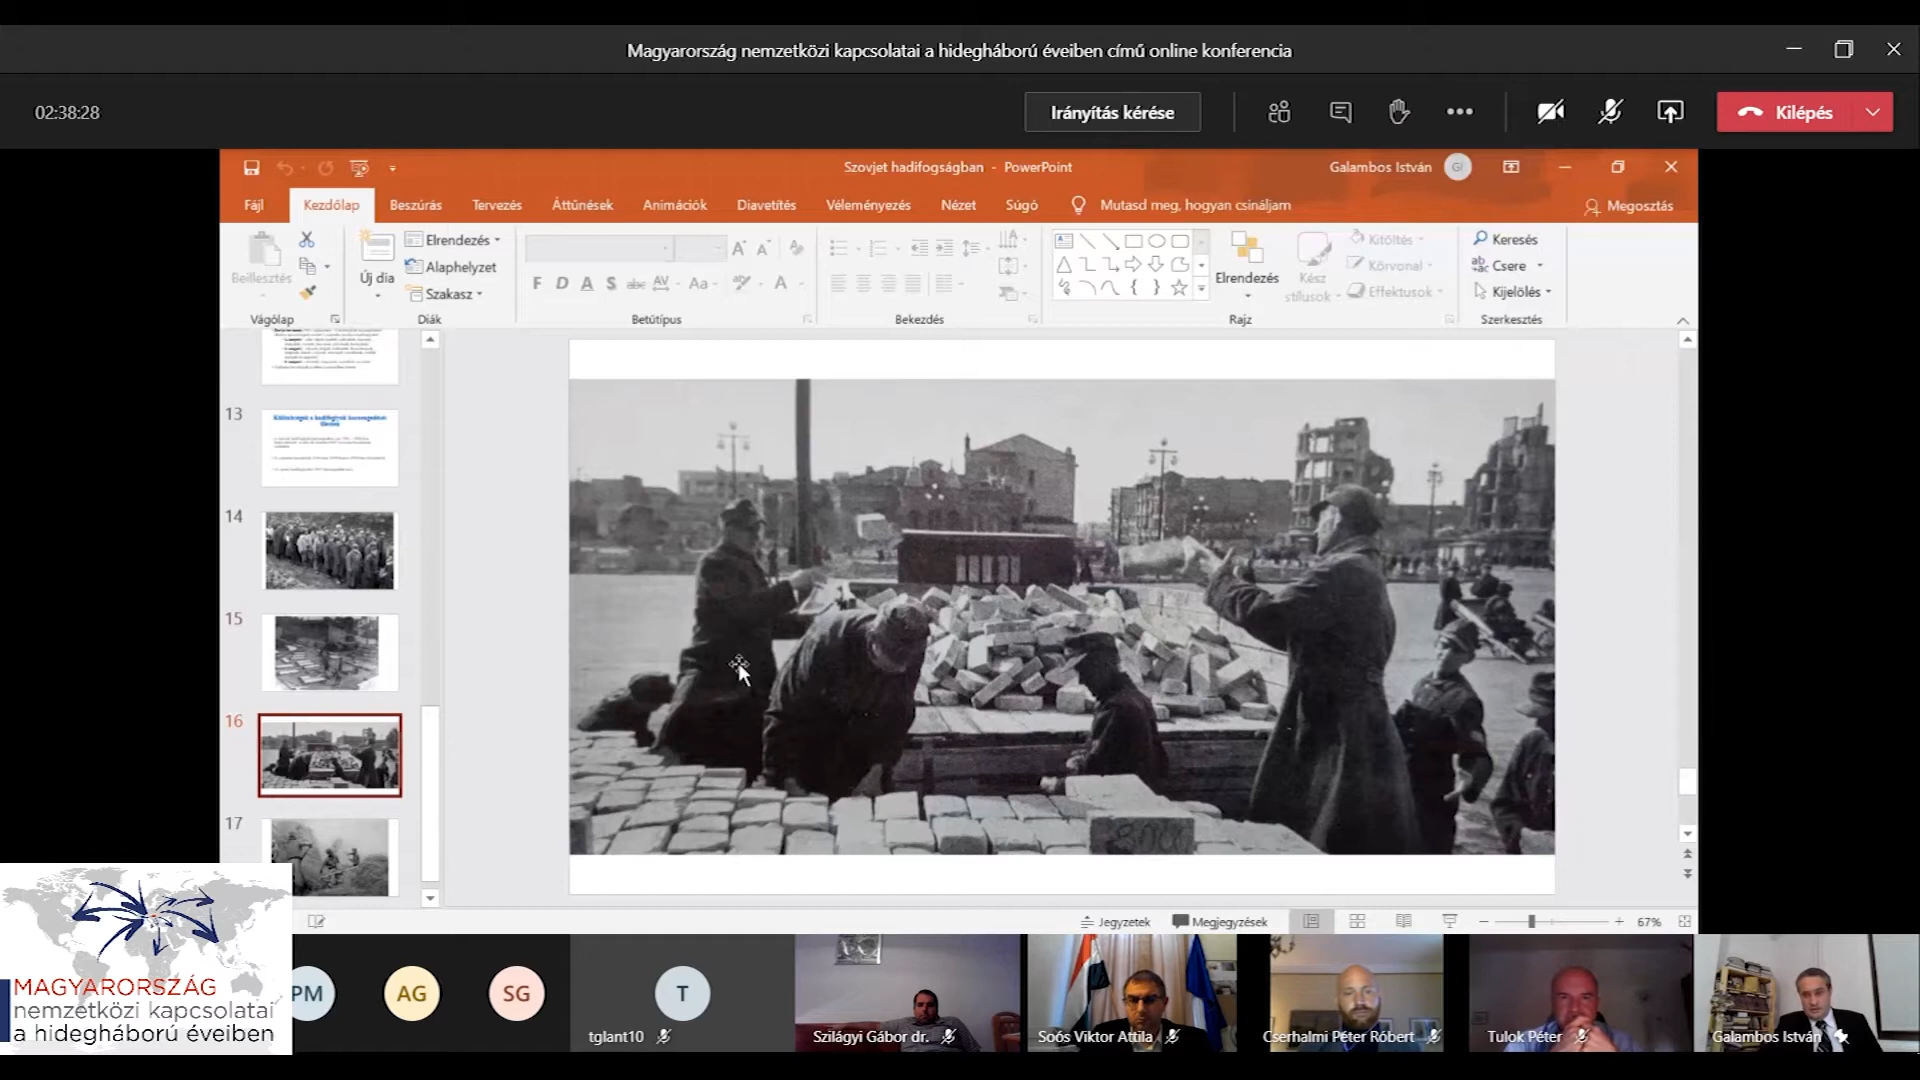 Magyarország nemzetközi kapcsolatai a hidegháború éveiben című online konferencia
02:38:28
Irányítás kérése
Kilépés
Szovjet hadifogságban - PowerPoint
Galambos István
GI
Fájl
Kezdőlap
Beszúrás
Tervezés
Áttűnések
Animációk
Diavetítés
Véleményezés
Nézet
Súgó
Mutasd meg, hogyan csináljam
Megosztás
Beillesztés
Új dia
Elrendezés
Alaphelyzet
Szakasz
F D A S abc AV Aa A
Elrendezés
Kész stílusok
Kitöltés
Körvonal
Effektusok
Keresés
Csere
Kijelölés
Vágólap
Diák
Betűtípus
Bekezdés
Rajz
Szerkesztés
13
14
15
16
17
Jegyzetek
Megjegyzések
67%
MAGYARORSZÁG
nemzetközi kapcsolatai
a hidegháború éveiben
PM
AG
SG
T
tglant10
Szilágyi Gábor dr.
Soós Viktor Attila
Cserhalmi Péter Róbert
Tulok Péter
Galambos István